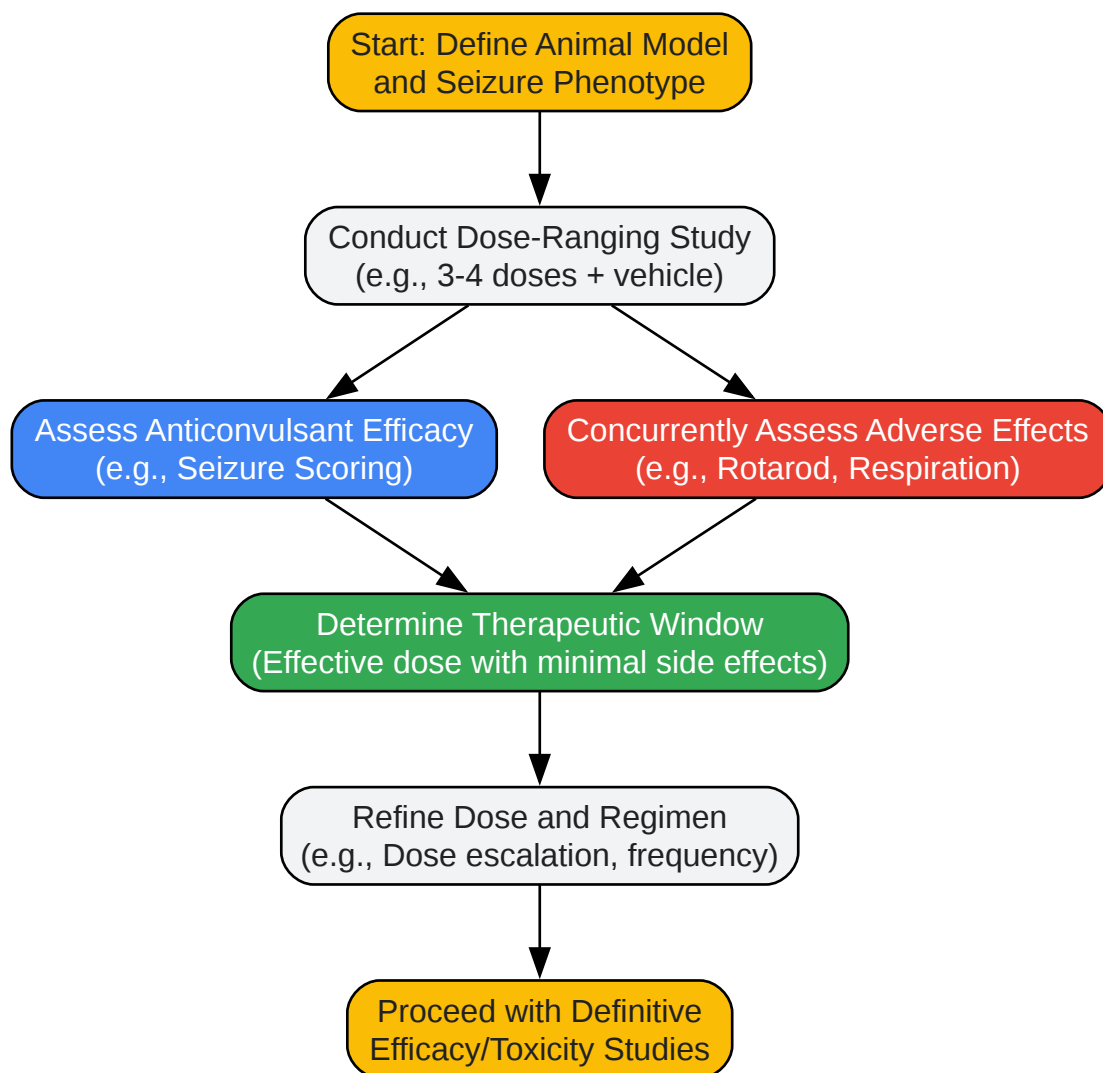 Start: Define Animal Model
and Seizure Phenotype
Conduct Dose-Ranging Study
(e.g., 3-4 doses + vehicle)
Assess Anticonvulsant Efficacy
(e.g., Seizure Scoring)
Concurrently Assess Adverse Effects
(e.g., Rotarod, Respiration)
Determine Therapeutic Window
(Effective dose with minimal side effects)
Refine Dose and Regimen
(e.g., Dose escalation, frequency)
Proceed with Definitive
Efficacy/Toxicity Studies